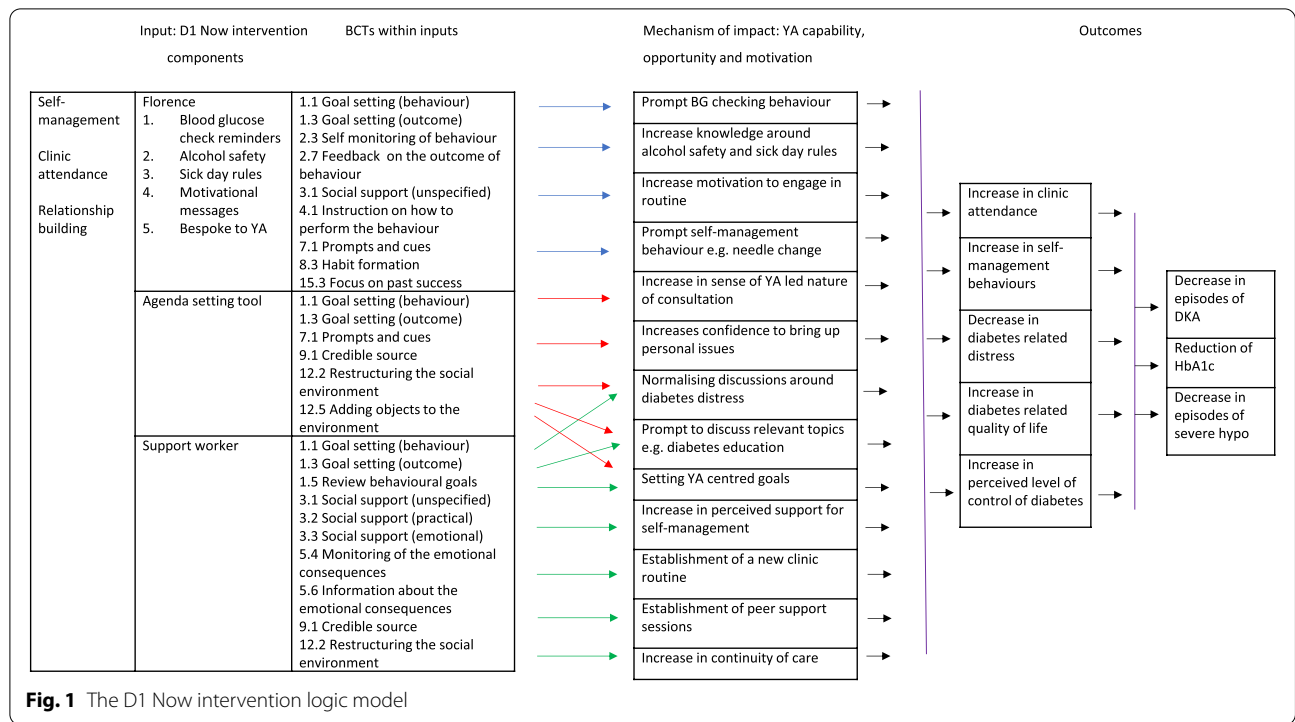 Input: D1 Now intervention
components
BCTs within inputs
Mechanism of impact: YA capability,
opportunity and motivation
Outcomes
Self-
management
Clinic
attendance
Relationship
building
Florence
1. Blood glucose
check reminders
2. Alcohol safety
3. Sick day rules
4. Motivational
messages
5. Bespoke to YA
1.1 Goal setting (behaviour)
1.3 Goal setting (outcome)
2.3 Self monitoring of behaviour
2.7 Feedback on the outcome of
behaviour
3.1 Social support (unspecified)
4.1 Instruction on how to
perform the behaviour
7.1 Prompts and cues
8.3 Habit formation
15.3 Focus on past success
Agenda setting tool
1.1 Goal setting (behaviour)
1.3 Goal setting (outcome)
7.1 Prompts and cues
9.1 Credible source
12.2 Restructuring the social
environment
12.5 Adding objects to the
environment
Support worker
1.1 Goal setting (behaviour)
1.3 Goal setting (outcome)
1.5 Review behavioural goals
3.1 Social support (unspecified)
3.2 Social support (practical)
3.3 Social support (emotional)
5.4 Monitoring of the emotional
consequences
5.6 Information about the
emotional consequences
9.1 Credible source
12.2 Restructuring the social
environment
Prompt BG checking behaviour
Increase knowledge around
alcohol safety and sick day rules
Increase motivation to engage in
routine
Prompt self-management
behaviour e.g. needle change
Increase in sense of YA led nature
of consultation
Increases confidence to bring up
personal issues
Normalising discussions around
diabetes distress
Prompt to discuss relevant topics
e.g. diabetes education
Setting YA centred goals
Increase in perceived support for
self-management
Establishment of a new clinic
routine
Establishment of peer support
sessions
Increase in continuity of care
Increase in clinic
attendance
Increase in self-
management
behaviours
Decrease in
diabetes related
distress
Increase in
diabetes related
quality of life
Increase in
perceived level of
control of diabetes
Decrease in
episodes of
DKA
Reduction of
HbA1c
Decrease in
episodes of
severe hypo
Fig. 1 The D1 Now intervention logic model